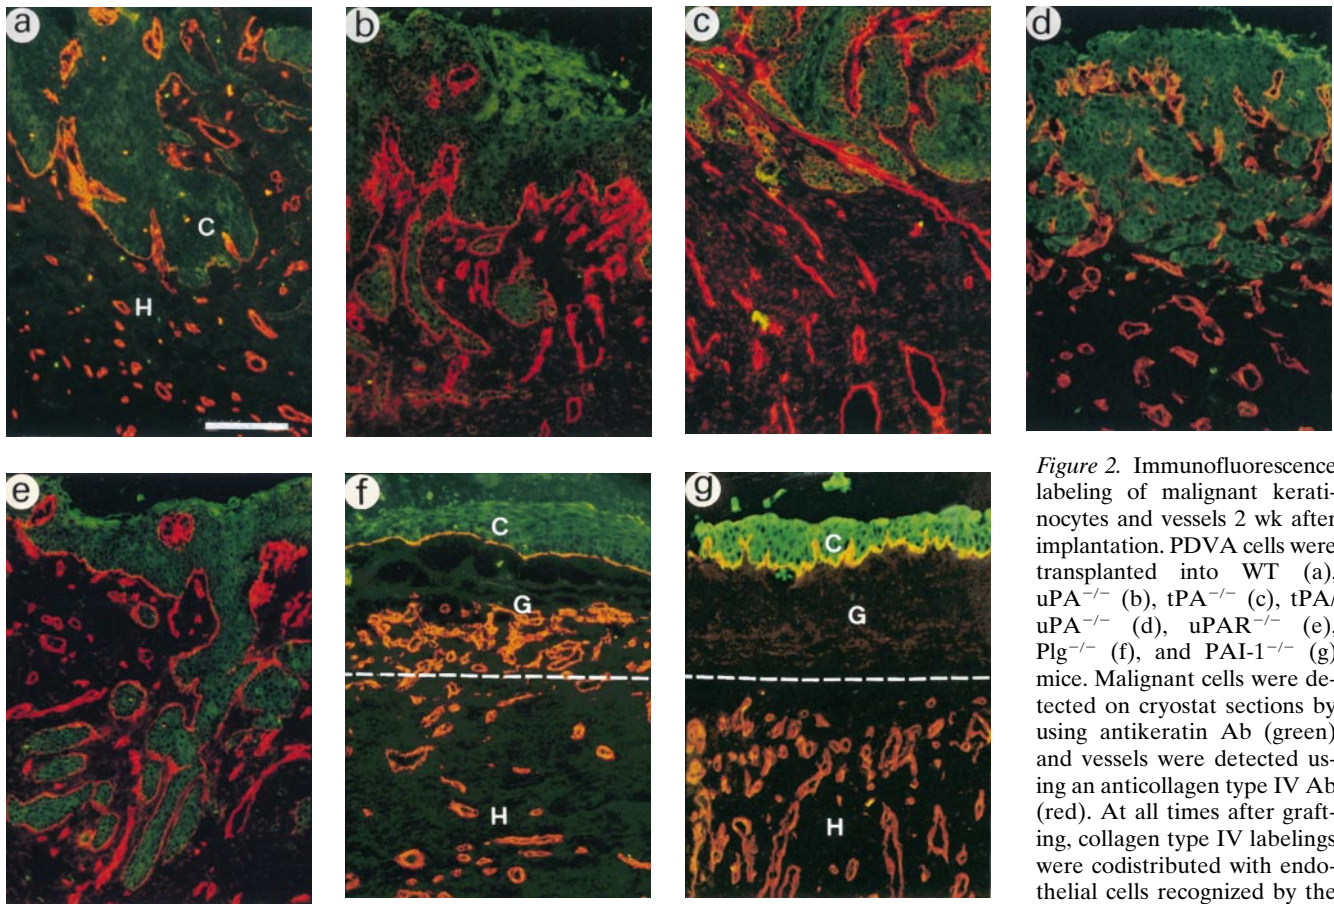 a
b
c
d
C
H
e
f
g
C
G
H
C
G
H
Figure 2. Immunofluorescence
labeling of malignant kerati-
nocytes and vessels 2 wk after
implantation. PDVA cells were
transplanted into WT (a),
uPA−/− (b), tPA−/− (c), tPA/
uPA−/− (d), uPAR−/− (e),
Plg−/− (f), and PAI-1−/− (g)
mice. Malignant cells were de-
tected on cryostat sections by
using antikeratin Ab (green)
and vessels were detected us-
ing an anticollagen type IV Ab
(red). At all times after graft-
ing, collagen type IV labelings
were codistributed with endo-
thelial cells recognized by the